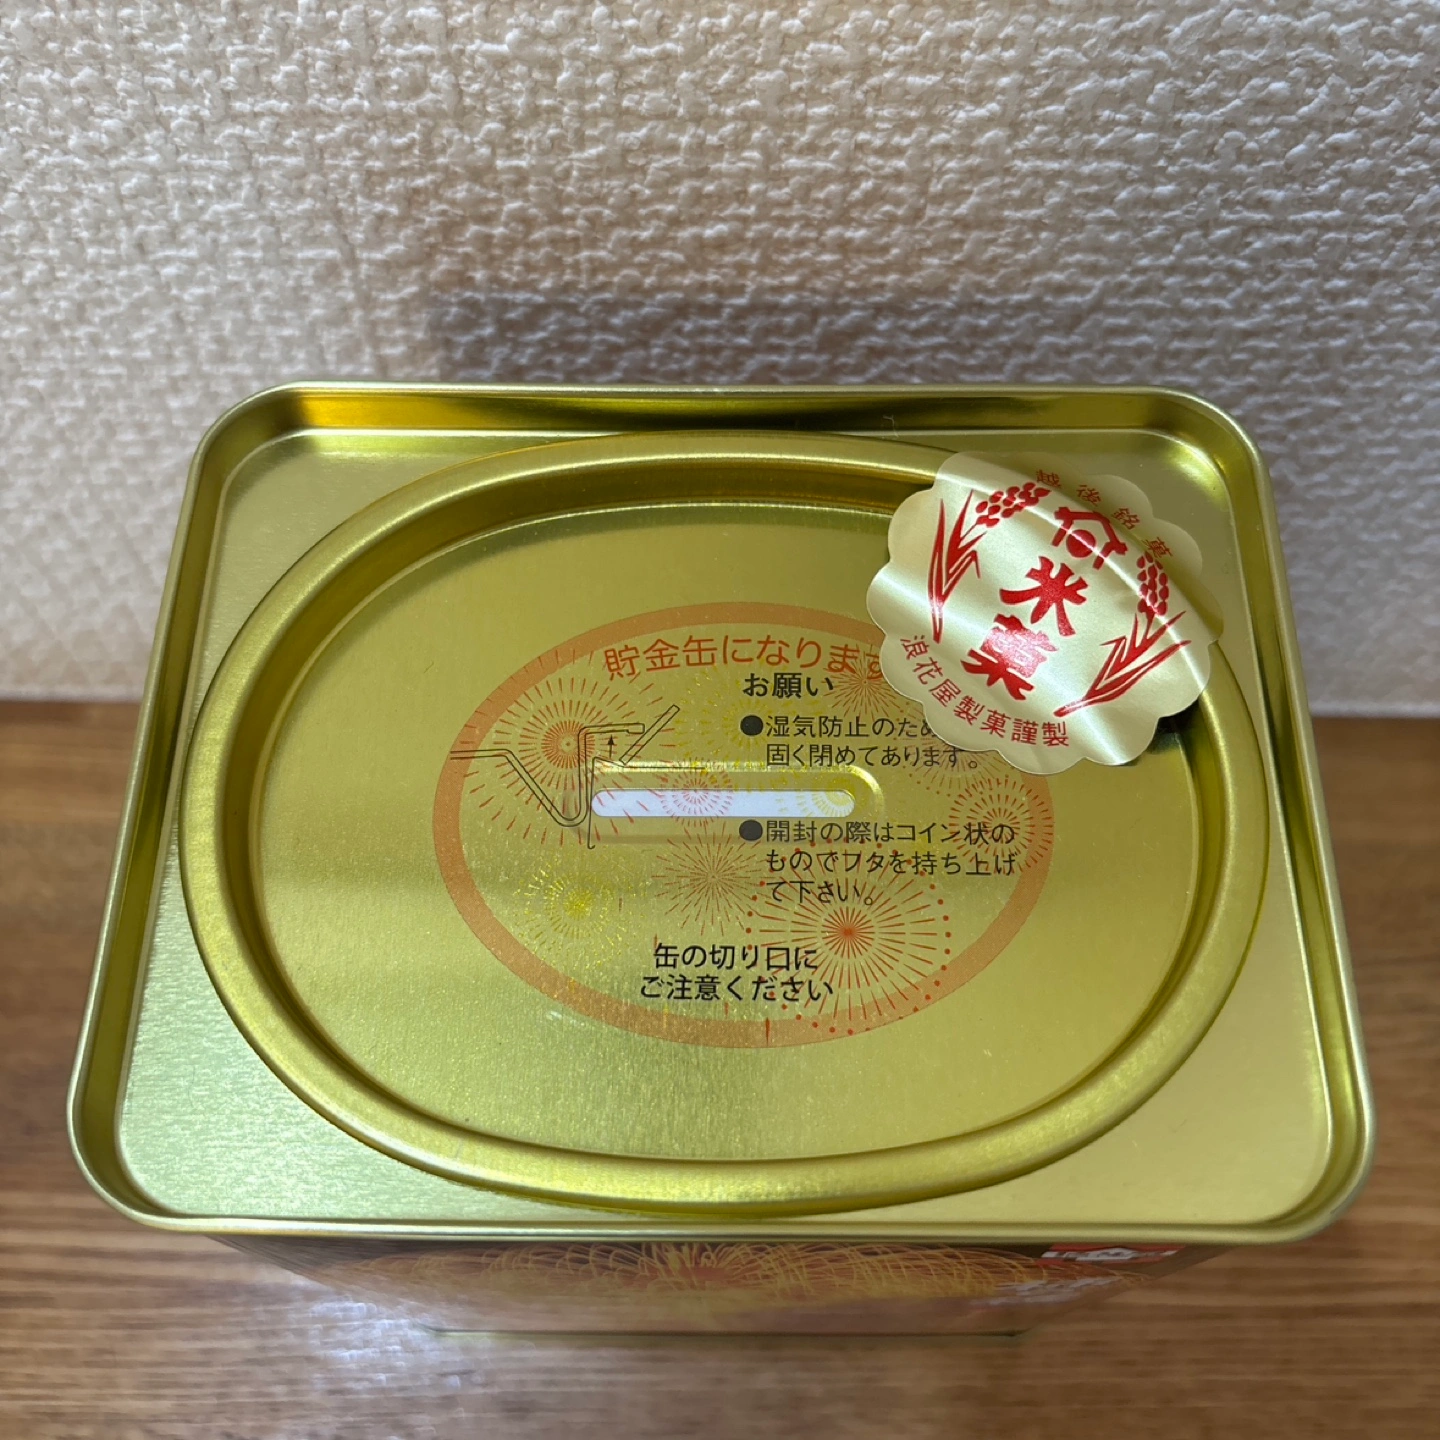 越後銘菓
米菓
浪花屋製菓謹製
貯金缶になります
お願い
●湿気防止のため
固く閉めてあります。
●開封の際はコイン状の
ものでフタを持ち上げ
て下さい。
缶の切り口に
ご注意ください